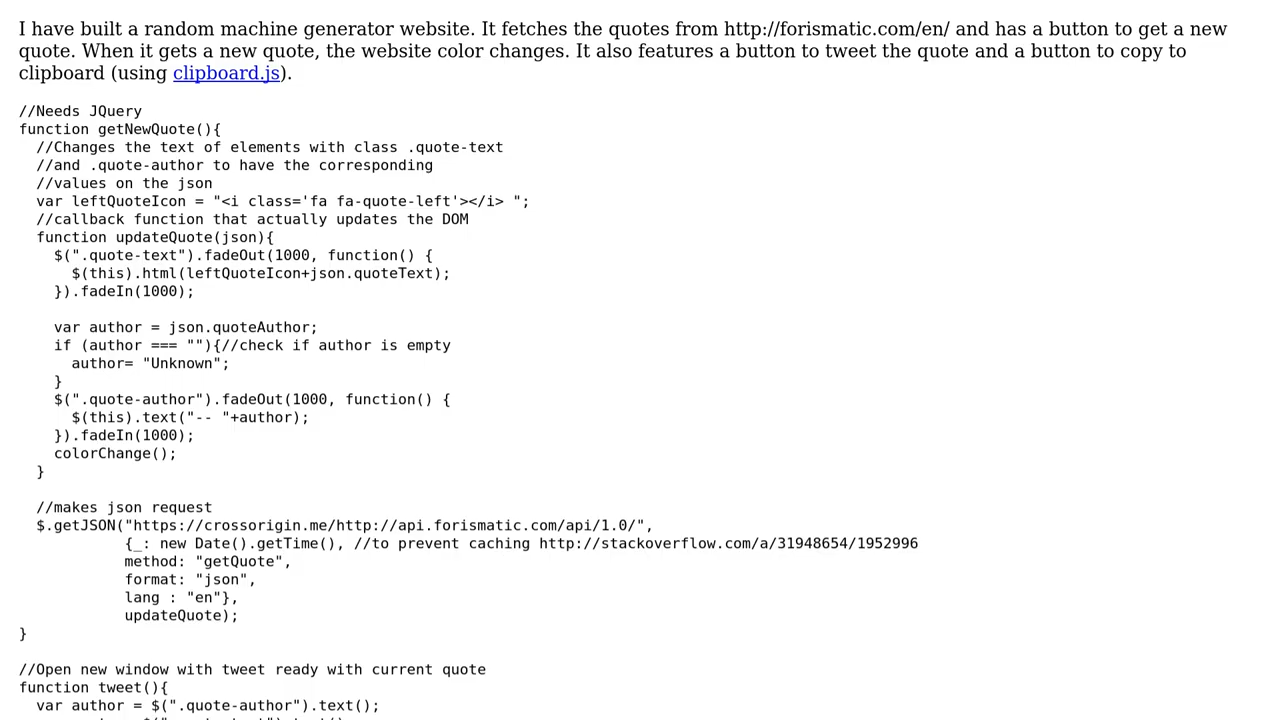 I have built a random machine generator website. It fetches the quotes from http://forismatic.com/en/ and has a button to get a new
quote. When it gets a new quote, the website color changes. It also features a button to tweet the quote and a button to copy to
clipboard (using clipboard.js).
//Needs JQuery
function getNewQuote(){
  //Changes the text of elements with class .quote-text
  //and .quote-author to have the corresponding
  //values on the json
  var leftQuoteIcon = "<i class='fa fa-quote-left'></i> ";
  //callback function that actually updates the DOM
  function updateQuote(json){
    $(".quote-text").fadeOut(1000, function() {
      $(this).html(leftQuoteIcon+json.quoteText);
    }).fadeIn(1000);
    var author = json.quoteAuthor;
    if (author === ""){//check if author is empty
      author= "Unknown";
    }
    $(".quote-author").fadeOut(1000, function() {
      $(this).text("-- "+author);
    }).fadeIn(1000);
    colorChange();
  }
  //makes json request
  $.getJSON("https://crossorigin.me/http://api.forismatic.com/api/1.0/",
            {_: new Date().getTime(), //to prevent caching http://stackoverflow.com/a/31948654/1952996
            method: "getQuote",
            format: "json",
            lang : "en"},
            updateQuote);
}
//Open new window with tweet ready with current quote
function tweet(){
  var author = $(".quote-author").text();